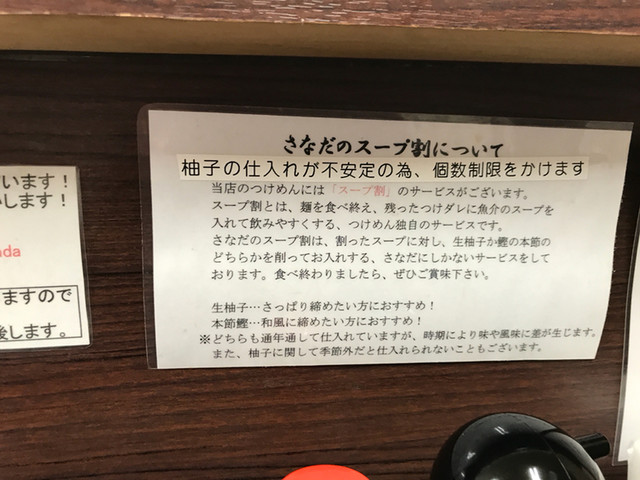 さなだのスープ割について
柚子の仕入れが不安定の為、個数制限をかけます
当店のつけめんには「スープ割」のサービスがございます。
スープ割とは、麺を食べ終え、残ったつけダレに魚介のスープを
入れて飲みやすくする、つけめん独自のサービスです。
さなだのスープ割は、割ったスープに対し、生柚子か鰹の本節の
どちらかを削ってお入れする、さなだにしかないサービスをして
おります。食べ終わりましたら、ぜひご賞味下さい。
生柚子…さっぱり締めたい方におすすめ！
本節鰹…和風に締めたい方におすすめ！
※どちらも通年通して仕入れていますが、時期により味や風味に差が生じます。
また、柚子に関して季節外だと仕入れられないこともございます。
います！
します！
nda
ますので
後します。